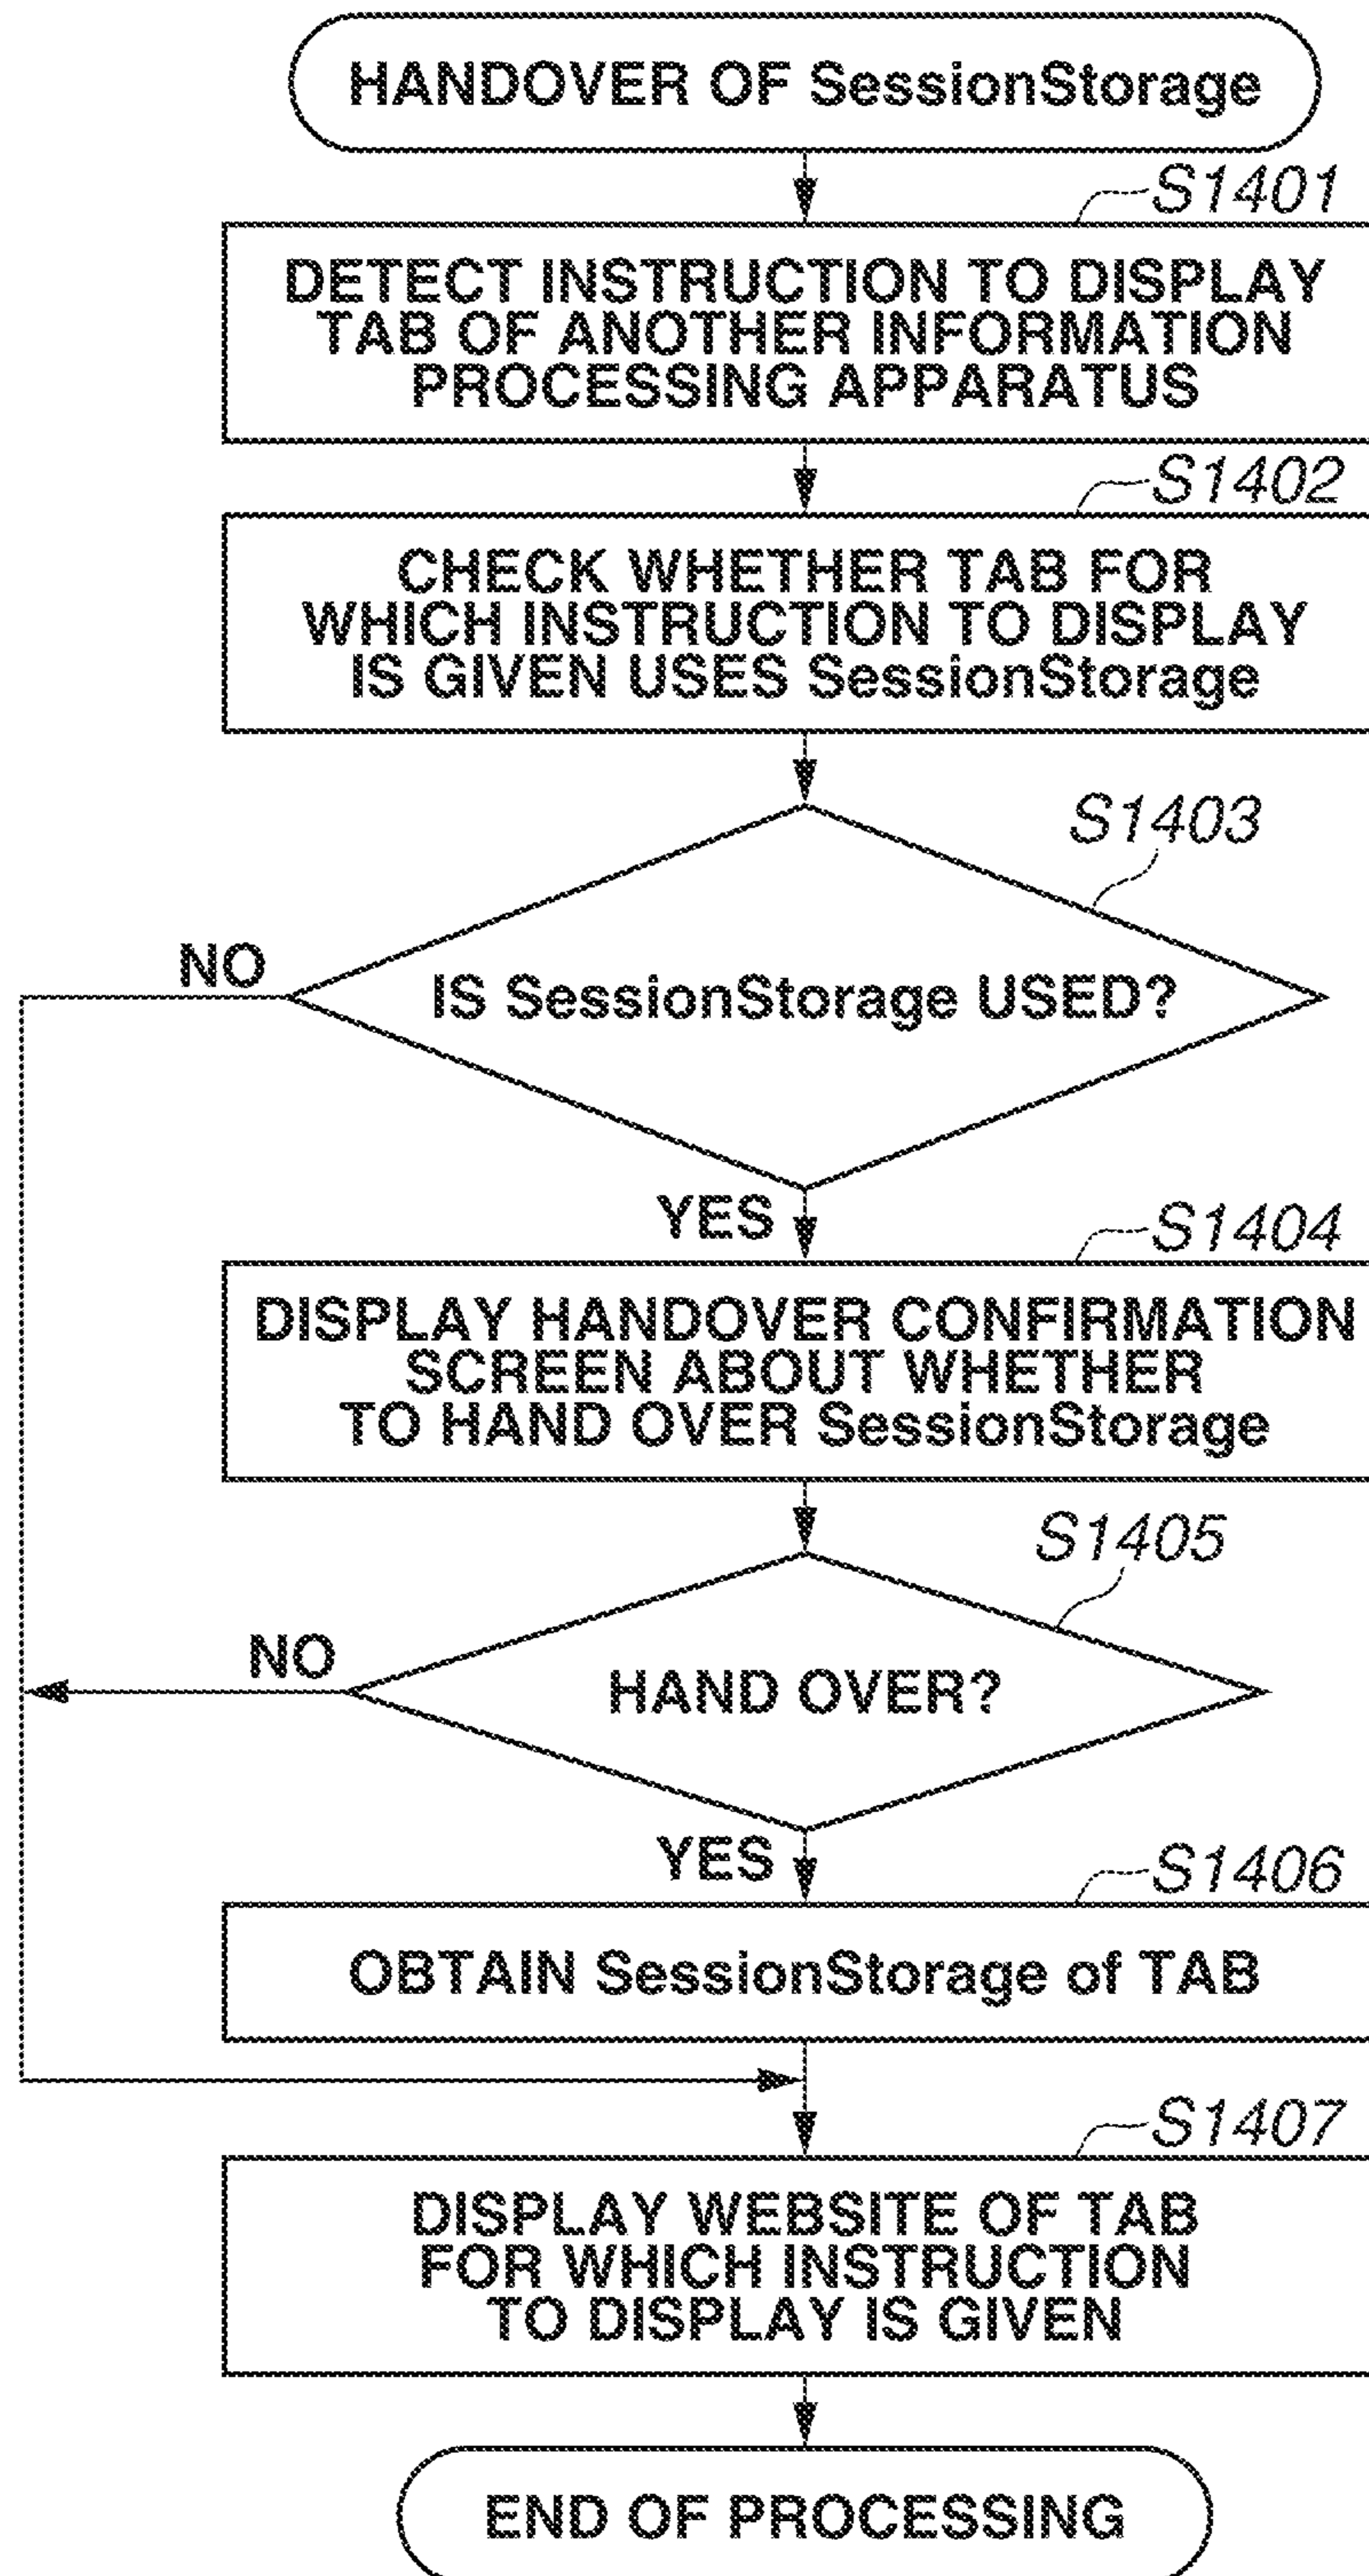 HANDOVER OF SessionStorage
S1401
DETECT INSTRUCTION TO DISPLAY
TAB OF ANOTHER INFORMATION
PROCESSING APPARATUS
S1402
CHECK WHETHER TAB FOR
WHICH INSTRUCTION TO DISPLAY
IS GIVEN USES SessionStorage
S1403
NO
IS SessionStorage USED?
YES
S1404
DISPLAY HANDOVER CONFIRMATION
SCREEN ABOUT WHETHER
TO HAND OVER SessionStorage
S1405
NO
HAND OVER?
YES
S1406
OBTAIN SessionStorage of TAB
S1407
DISPLAY WEBSITE OF TAB
FOR WHICH INSTRUCTION
TO DISPLAY IS GIVEN
END OF PROCESSING